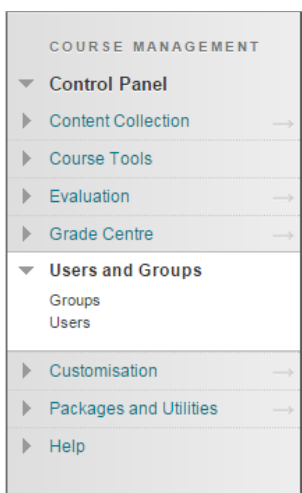 COURSE MANAGEMENT
Control Panel
Content Collection
Course Tools
Evaluation
Grade Centre
Users and Groups
Groups
Users
Customisation
Packages and Utilities
Help